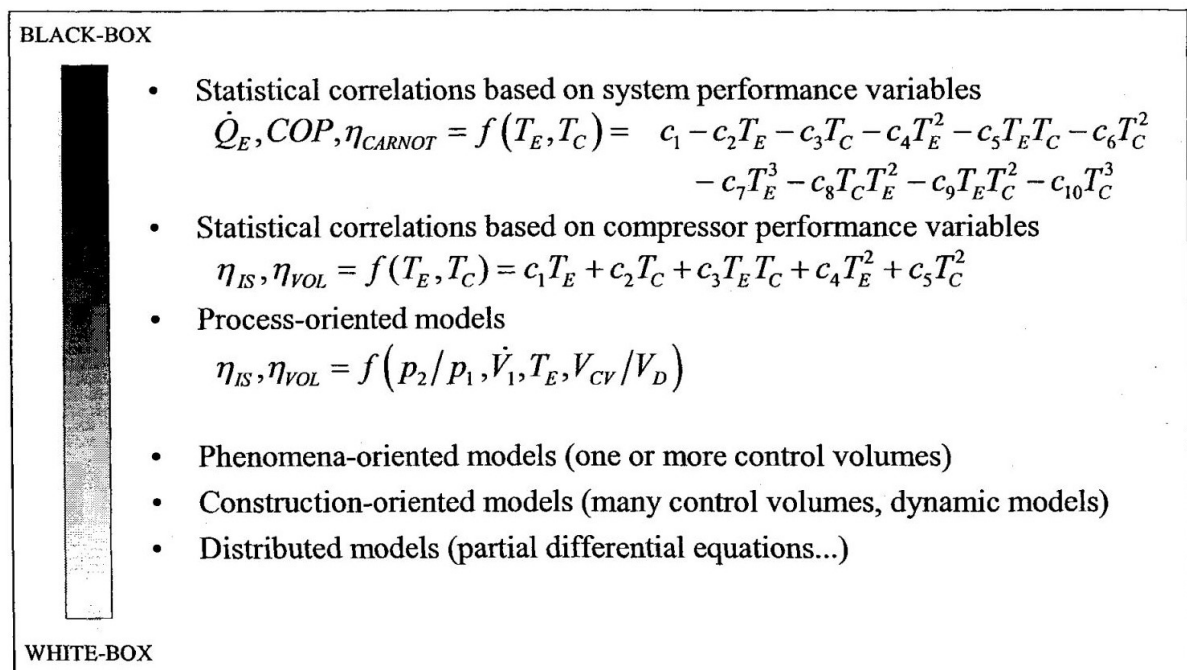 BLACK-BOX
• Statistical correlations based on system performance variables
Q̇_E, COP, η_CARNOT = f(T_E, T_C) = c_1 − c_2T_E − c_3T_C − c_4T_E^2 − c_5T_ET_C − c_6T_C^2
− c_7T_E^3 − c_8T_CT_E^2 − c_9T_ET_C^2 − c_10T_C^3
• Statistical correlations based on compressor performance variables
η_IS, η_VOL = f(T_E, T_C) = c_1T_E + c_2T_C + c_3T_ET_C + c_4T_E^2 + c_5T_C^2
• Process-oriented models
η_IS, η_VOL = f(p_2/p_1, V̇_1, T_E, V_CV/V_D)
• Phenomena-oriented models (one or more control volumes)
• Construction-oriented models (many control volumes, dynamic models)
• Distributed models (partial differential equations...)
WHITE-BOX